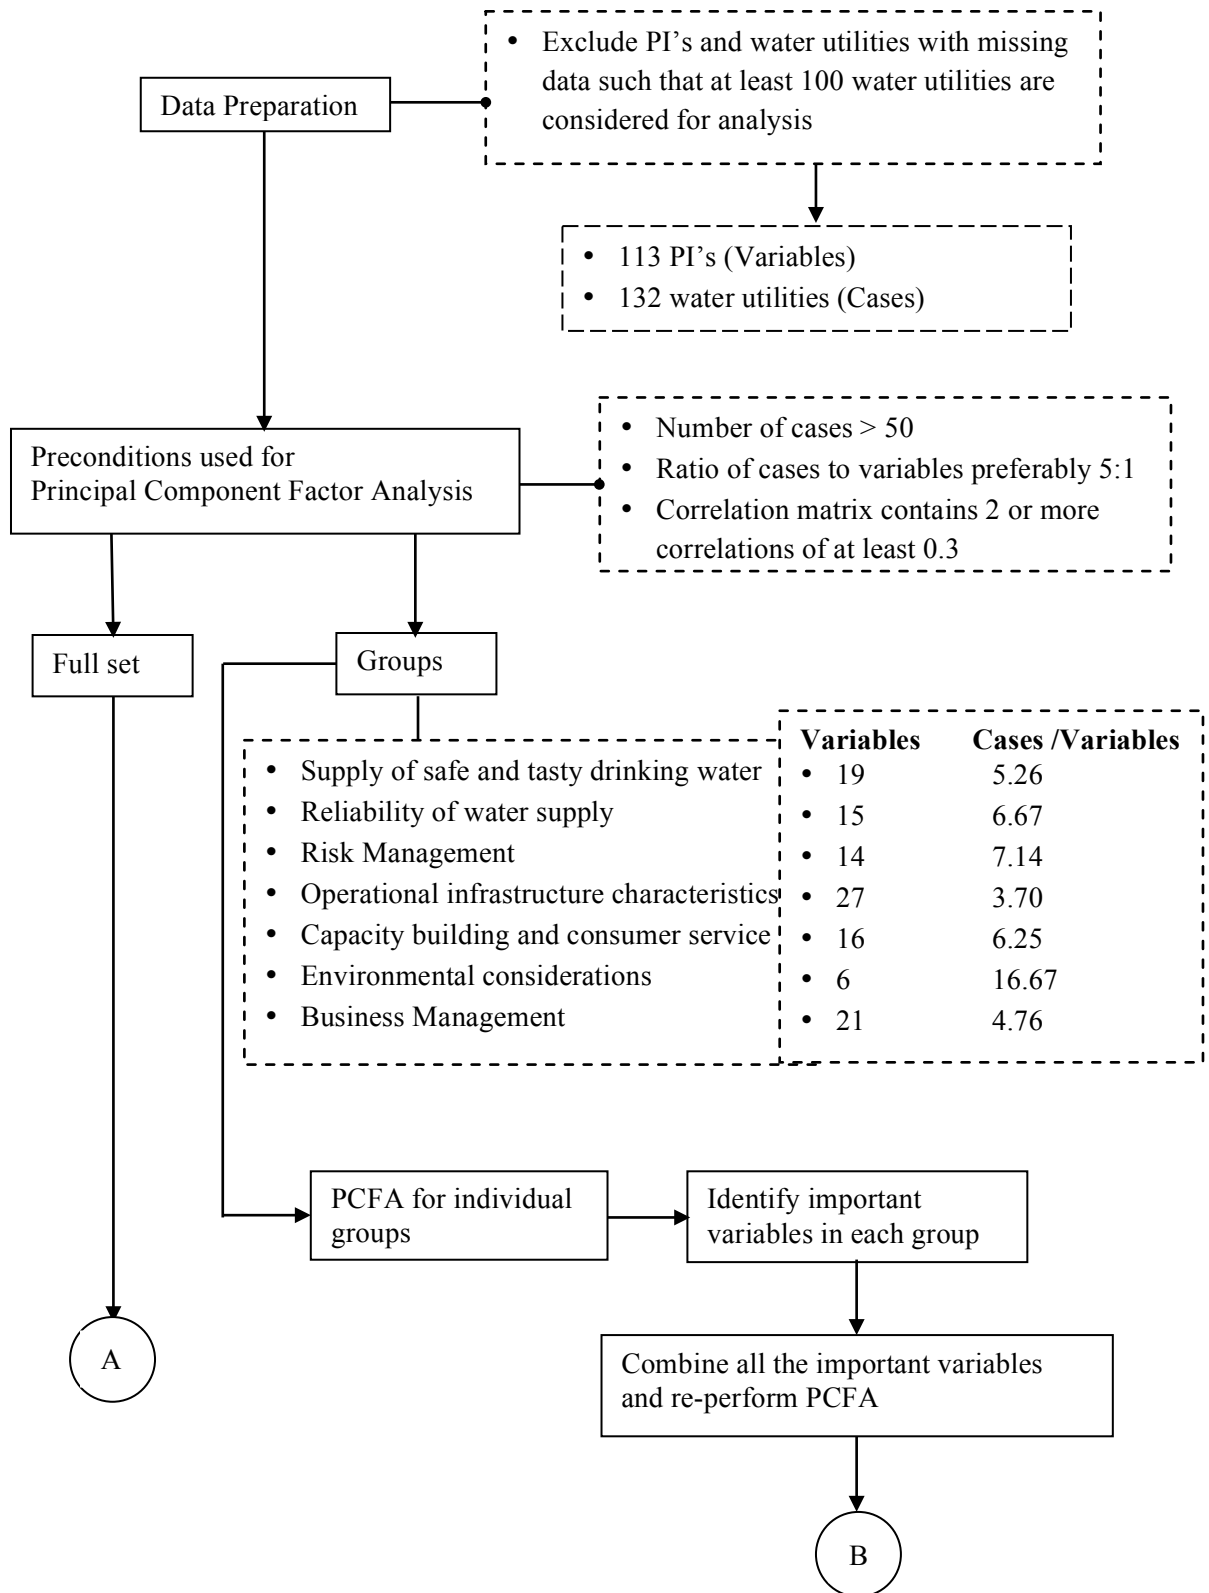 • Exclude PI’s and water utilities with missing
data such that at least 100 water utilities are
considered for analysis
Data Preparation
• 113 PI’s (Variables)
• 132 water utilities (Cases)
Preconditions used for
Principal Component Factor Analysis
• Number of cases > 50
• Ratio of cases to variables preferably 5:1
• Correlation matrix contains 2 or more
correlations of at least 0.3
Full set
Groups
Variables Cases /Variables
• Supply of safe and tasty drinking water • 19 5.26
• Reliability of water supply • 15 6.67
• Risk Management • 14 7.14
• Operational infrastructure characteristics • 27 3.70
• Capacity building and consumer service • 16 6.25
• Environmental considerations • 6 16.67
• Business Management • 21 4.76
PCFA for individual
groups
Identify important
variables in each group
A
Combine all the important variables
and re-perform PCFA
B